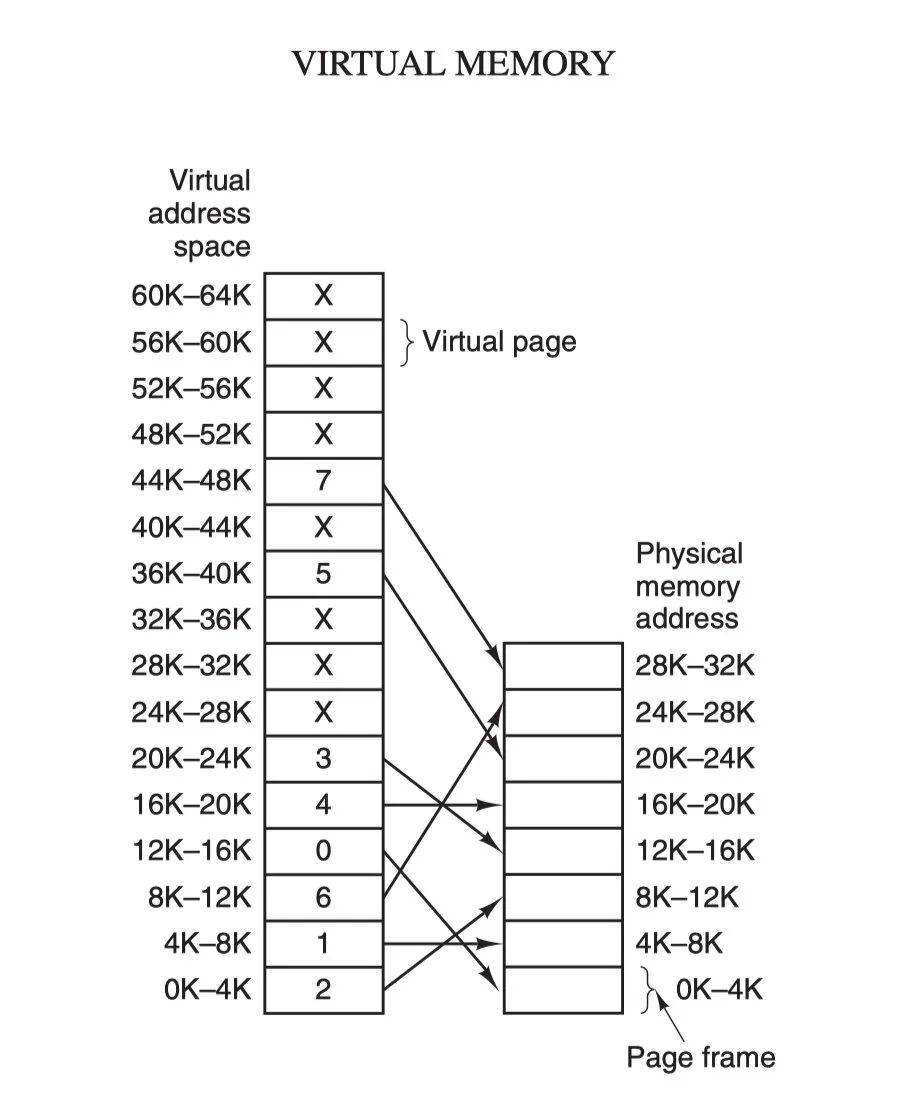 VIRTUAL MEMORY
Virtual
address
space
60K–64K X
56K–60K X Virtual page
52K–56K X
48K–52K X
44K–48K 7
40K–44K X
36K–40K 5
32K–36K X
28K–32K X
24K–28K X
20K–24K 3
16K–20K 4
12K–16K 0
8K–12K 6
4K–8K 1
0K–4K 2
Physical
memory
address
28K–32K
24K–28K
20K–24K
16K–20K
12K–16K
8K–12K
4K–8K
0K–4K
Page frame